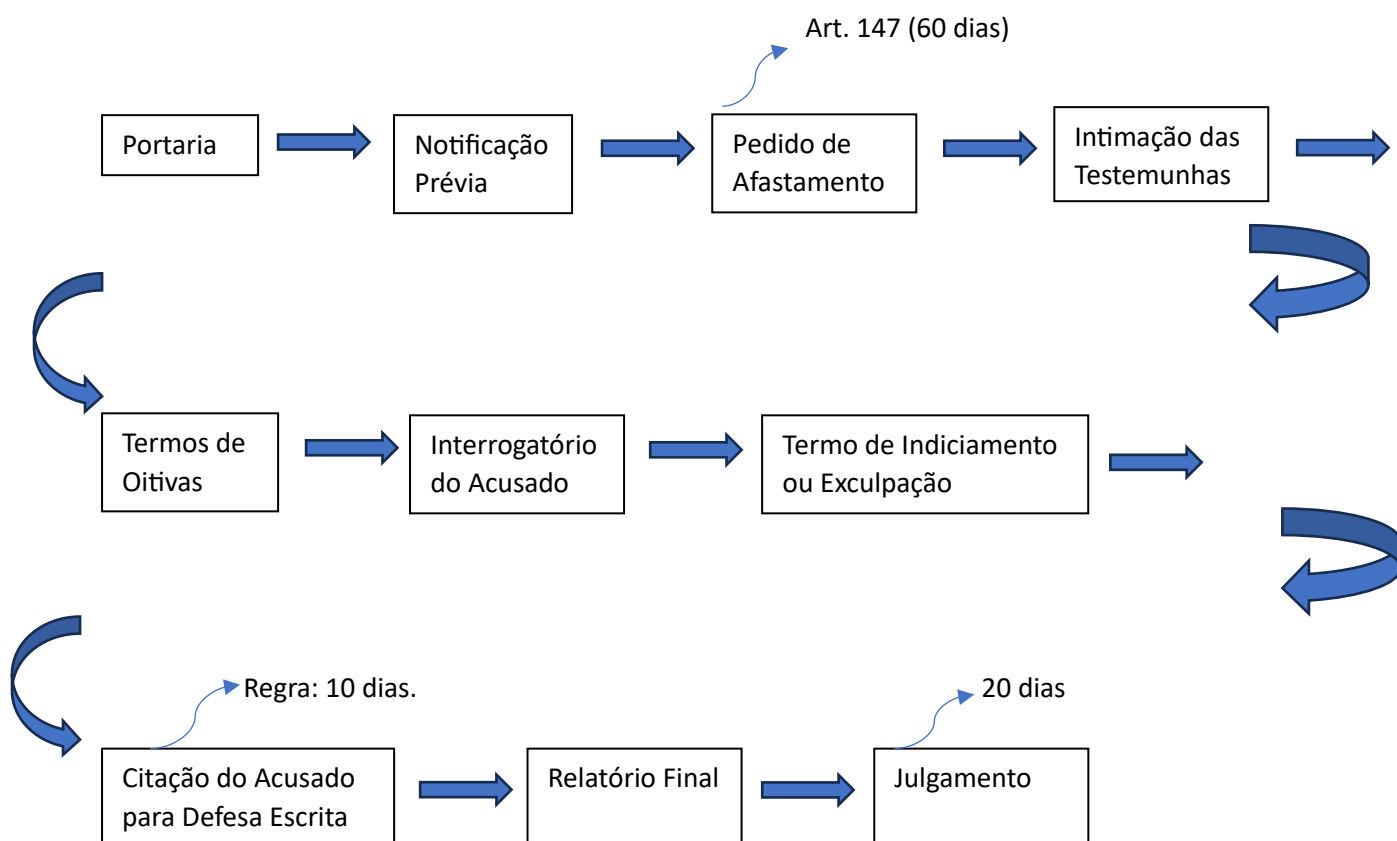 Art. 147 (60 dias)
Portaria
Notificação
Prévia
Pedido de
Afastamento
Intimação das
Testemunhas
Termos de
Oitivas
Interrogatório
do Acusado
Termo de Indiciamento
ou Exculpação
Regra: 10 dias.
20 dias
Citação do Acusado
para Defesa Escrita
Relatório Final
Julgamento